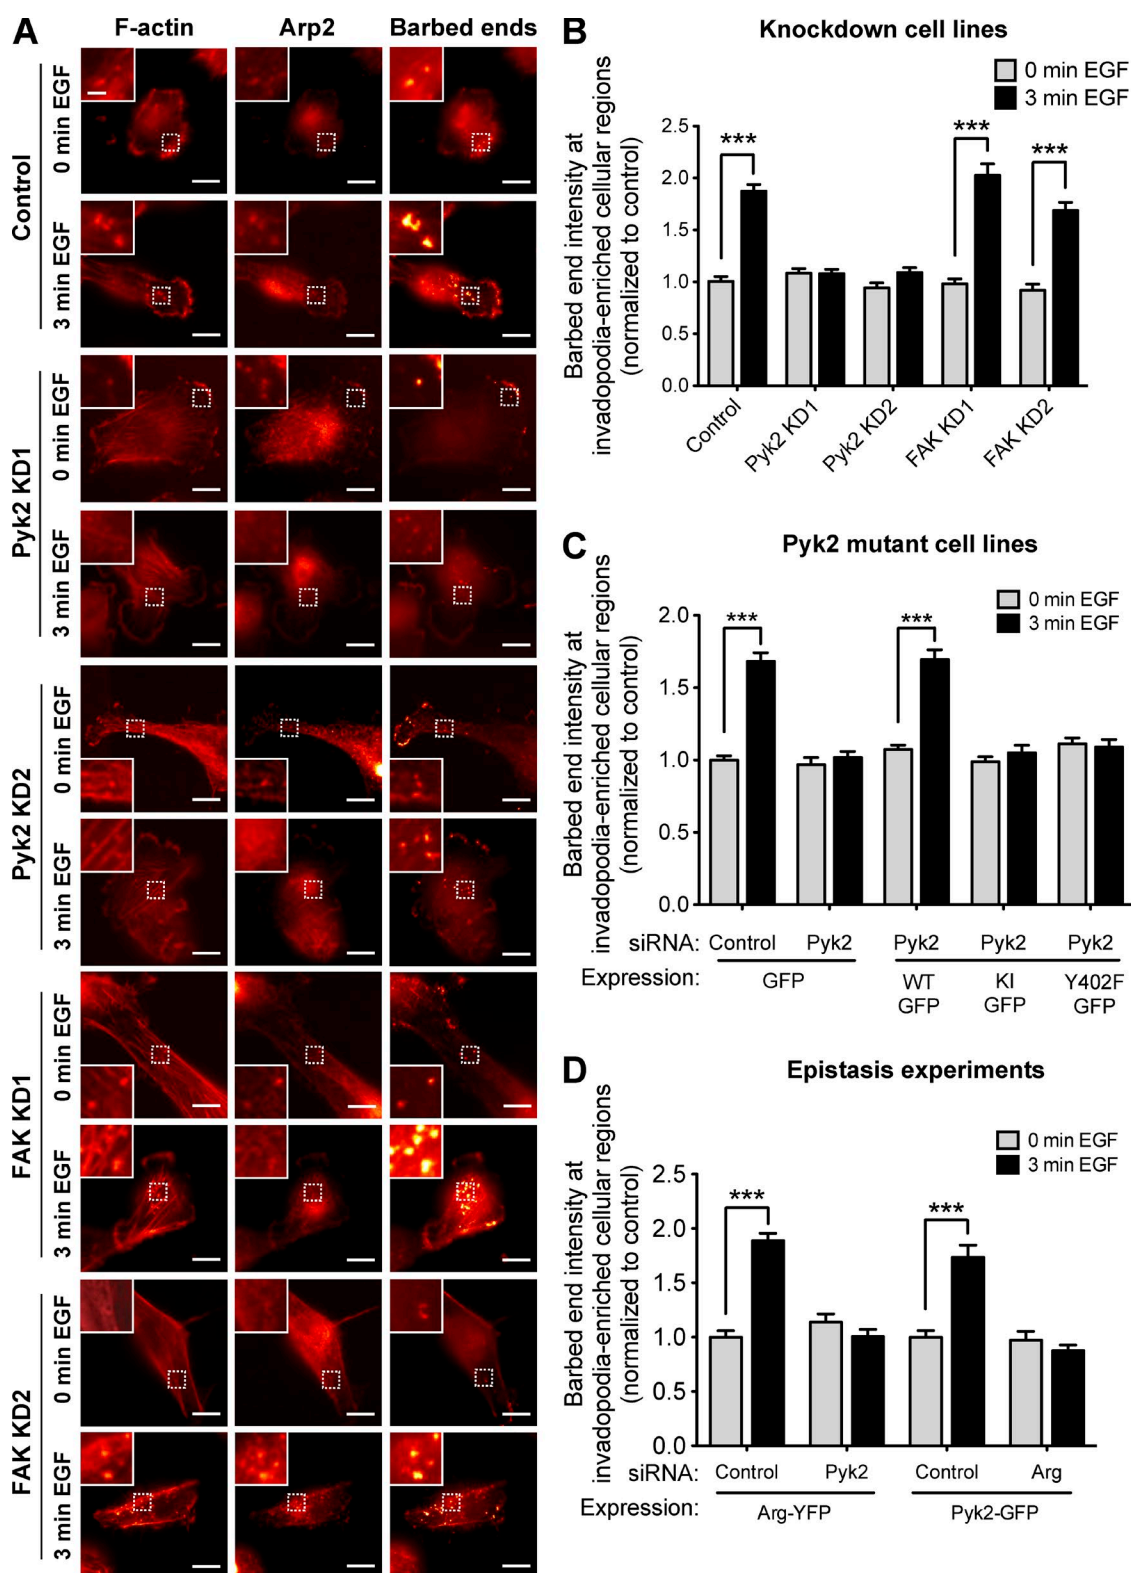 A
F-actin
Arp2
Barbed ends
Control
0 min EGF
3 min EGF
Pyk2 KD1
0 min EGF
3 min EGF
Pyk2 KD2
0 min EGF
3 min EGF
FAK KD1
0 min EGF
3 min EGF
FAK KD2
0 min EGF
3 min EGF
B
Knockdown cell lines
0 min EGF
3 min EGF
Barbed end intensity at
invadopodia-enriched cellular regions
(normalized to control)
2.5
2.0
1.5
1.0
0.5
0.0
***
***
***
Control
Pyk2 KD1
Pyk2 KD2
FAK KD1
FAK KD2
C
Pyk2 mutant cell lines
0 min EGF
3 min EGF
Barbed end intensity at
invadopodia-enriched cellular regions
(normalized to control)
2.0
1.5
1.0
0.5
0.0
***
***
siRNA: Control Pyk2 Pyk2 Pyk2 Pyk2
Expression: GFP WT KI Y402F
GFP GFP GFP
D
Epistasis experiments
0 min EGF
3 min EGF
Barbed end intensity at
invadopodia-enriched cellular regions
(normalized to control)
2.5
2.0
1.5
1.0
0.5
0.0
***
***
siRNA: Control Pyk2 Control Arg
Expression: Arg-YFP Pyk2-GFP